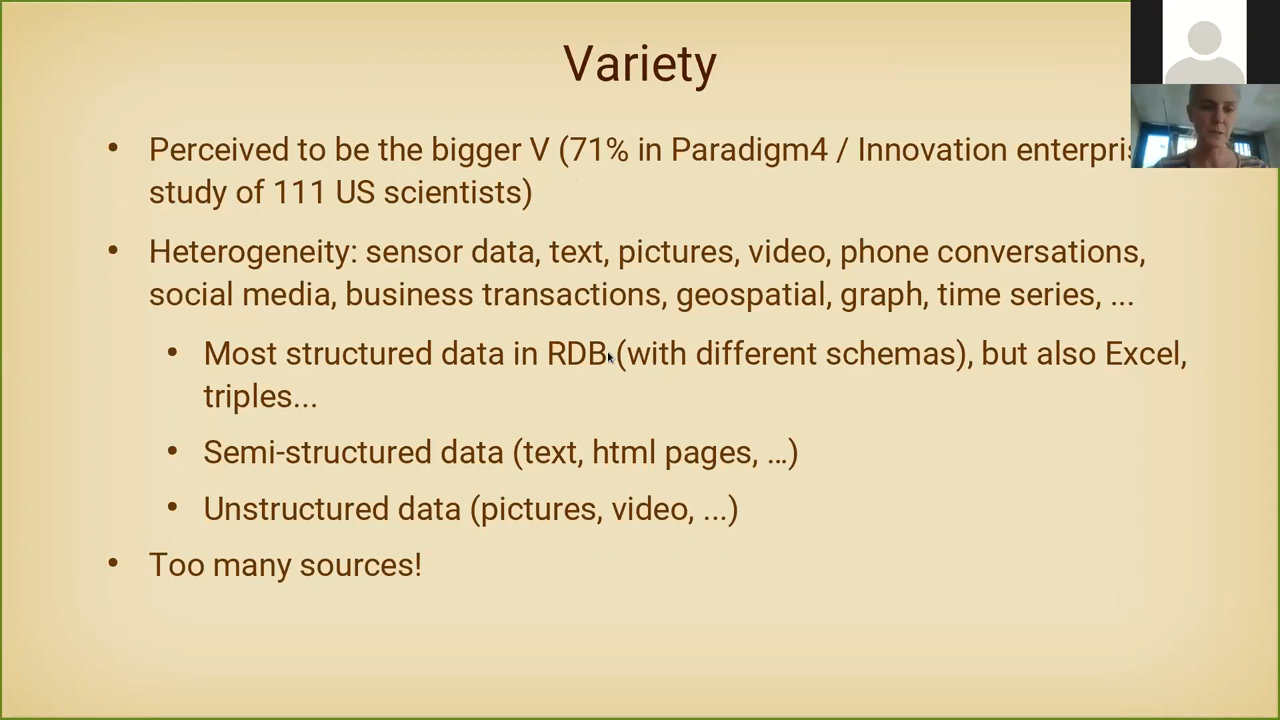 Variety
• Perceived to be the bigger V (71% in Paradigm4 / Innovation
study of 111 US scientists)
• Heterogeneity: sensor data, text, pictures, video, phone conversations,
social media, business transactions, geospatial, graph, time series, ...
• Most structured data in RDB (with different schemas), but also Excel,
triples...
• Semi-structured data (text, html pages, ...)
• Unstructured data (pictures, video, ...)
• Too many sources!